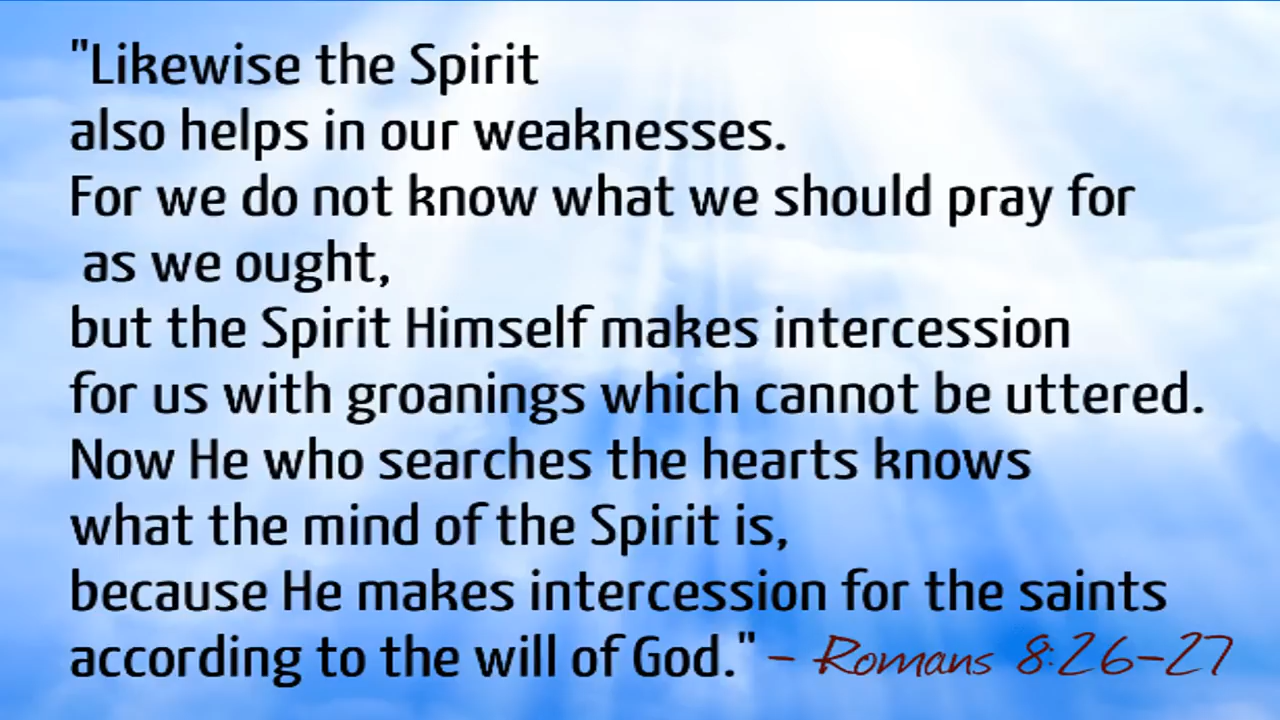 "Likewise the Spirit
also helps in our weaknesses.
For we do not know what we should pray for
as we ought,
but the Spirit Himself makes intercession
for us with groanings which cannot be uttered.
Now He who searches the hearts knows
what the mind of the Spirit is,
because He makes intercession for the saints
according to the will of God." – Romans 8:26–27